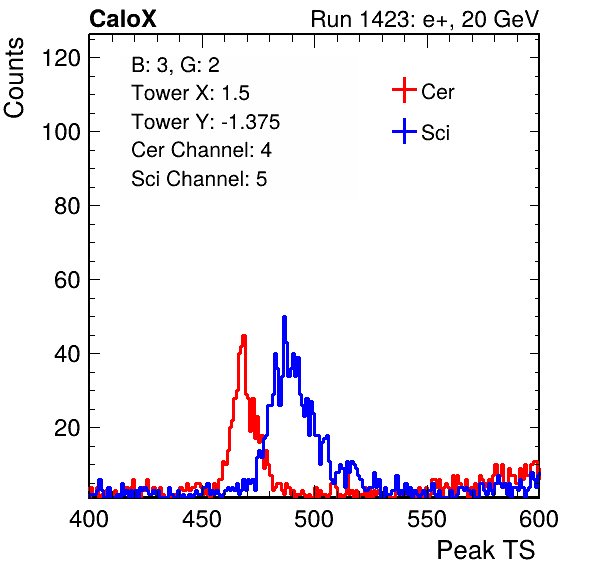 CaloX
Run 1423: e+, 20 GeV
Counts
B: 3, G: 2
Tower X: 1.5
Tower Y: -1.375
Cer Channel: 4
Sci Channel: 5
Cer
Sci
120
100
80
60
40
20
400 450 500 550 600
Peak TS